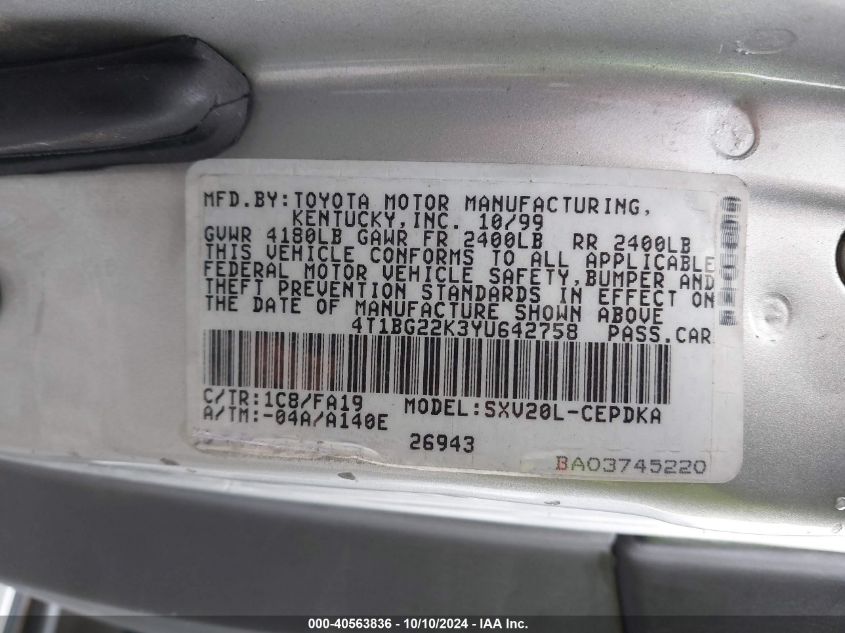 MFD.BY:TOYOTA MOTOR MANUFACTURING,
KENTUCKY,INC. 10/99
GVWR 4180LB GAWR FR 2400LB RR 2400LB
THIS VEHICLE CONFORMS TO ALL APPLICABLE
FEDERAL MOTOR VEHICLE SAFETY,BUMPER AND
THEFT PREVENTION STANDARDS IN EFFECT ON
THE DATE OF MANUFACTURE SHOWN ABOVE
4T1BG22K3YU642758 PASS.CAR
C/TR:1C8/FA19 MODEL:SXV20L-CEPDKA
A/TM:-04A/A140E
26943
BA03745220
000-40563836 - 10/10/2024 - IAA Inc.